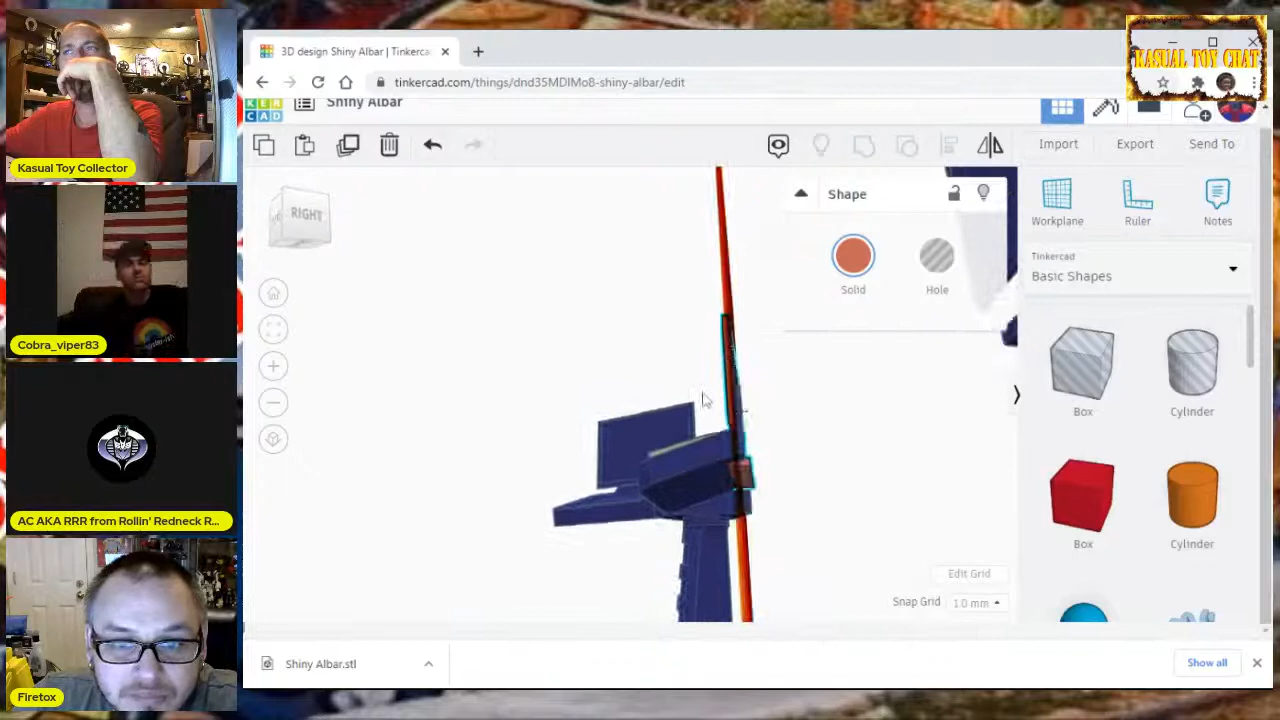 Kasual Toy Collector
Cobra_viper83
AC AKA RRR from Rollin' Redneck R...
Firetox
KASUAL TOY CHAT
3D design Shiny Albar | Tinkerca
tinkercad.com/things/dnd35MDIMo8-shiny-albar/edit
KER
CAD
Shiny Albar
Import
Export
Send To
RIGHT
Shape
Solid
Hole
Workplane
Ruler
Notes
Tinkercad
Basic Shapes
Box
Cylinder
Box
Cylinder
Edit Grid
Snap Grid
1.0 mm
Shiny Albar.stl
Show all